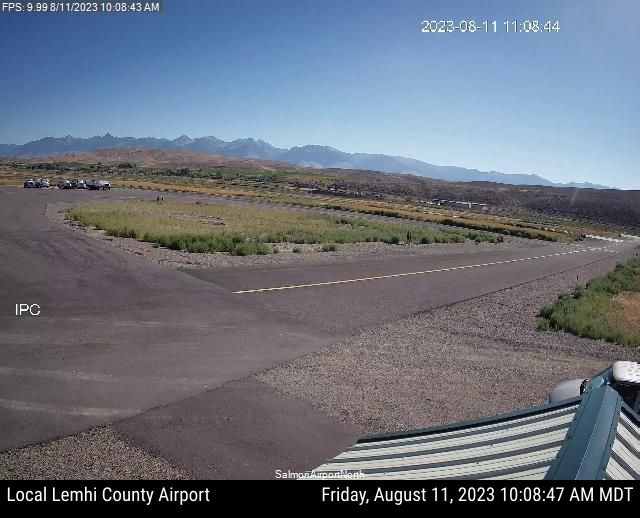 FPS: 9.99 8/11/2023 10:08:43 AM
2023-08-11 11:08:44
IPC
SalmonAirportNorth
Local Lemhi County Airport
Friday, August 11, 2023 10:08:47 AM MDT